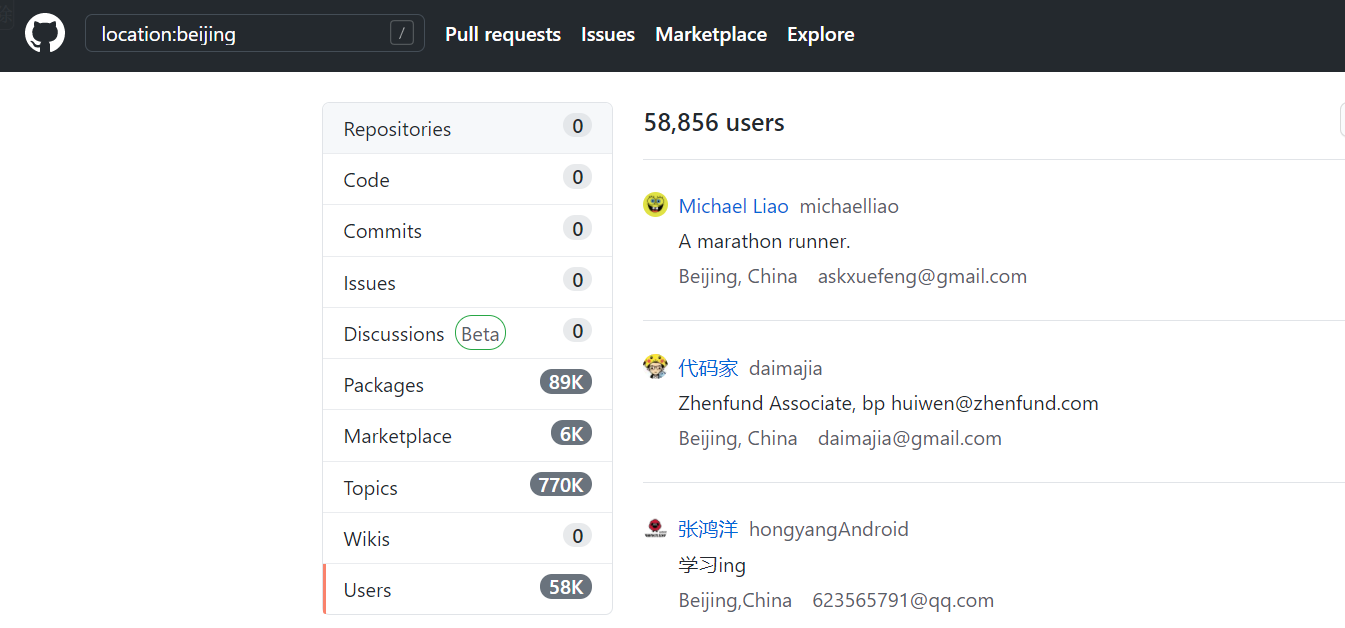 location:beijing / Pull requests Issues Marketplace Explore
Repositories 0
Code 0
Commits 0
Issues 0
Discussions Beta 0
Packages 89K
Marketplace 6K
Topics 770K
Wikis 0
Users 58K
58,856 users
Michael Liao michaelliao
A marathon runner.
Beijing, China askxuefeng@gmail.com
代码家 daimajia
Zhenfund Associate, bp huiwen@zhenfund.com
Beijing, China daimajia@gmail.com
张鸿洋 hongyangAndroid
学习ing
Beijing,China 623565791@qq.com